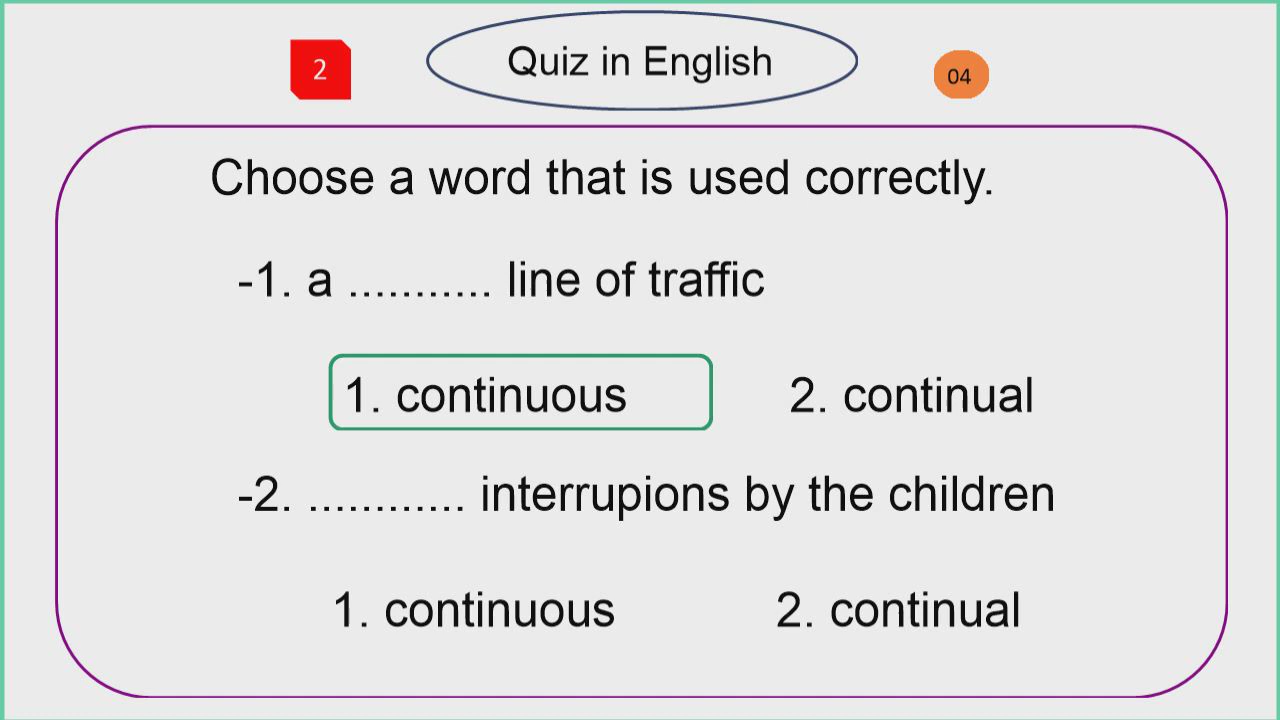 2
Quiz in English
04
Choose a word that is used correctly.
-1. a ........... line of traffic
1. continuous 2. continual
-2. ............ interrupions by the children
1. continuous 2. continual